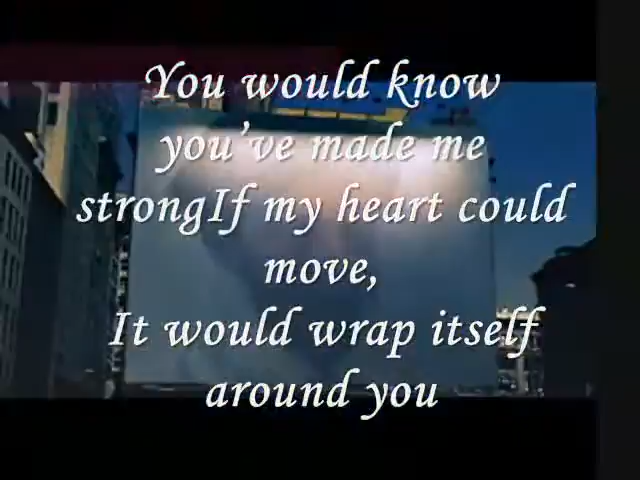 You would know
you've made me
strongIf my heart could
move,
It would wrap itself
around you